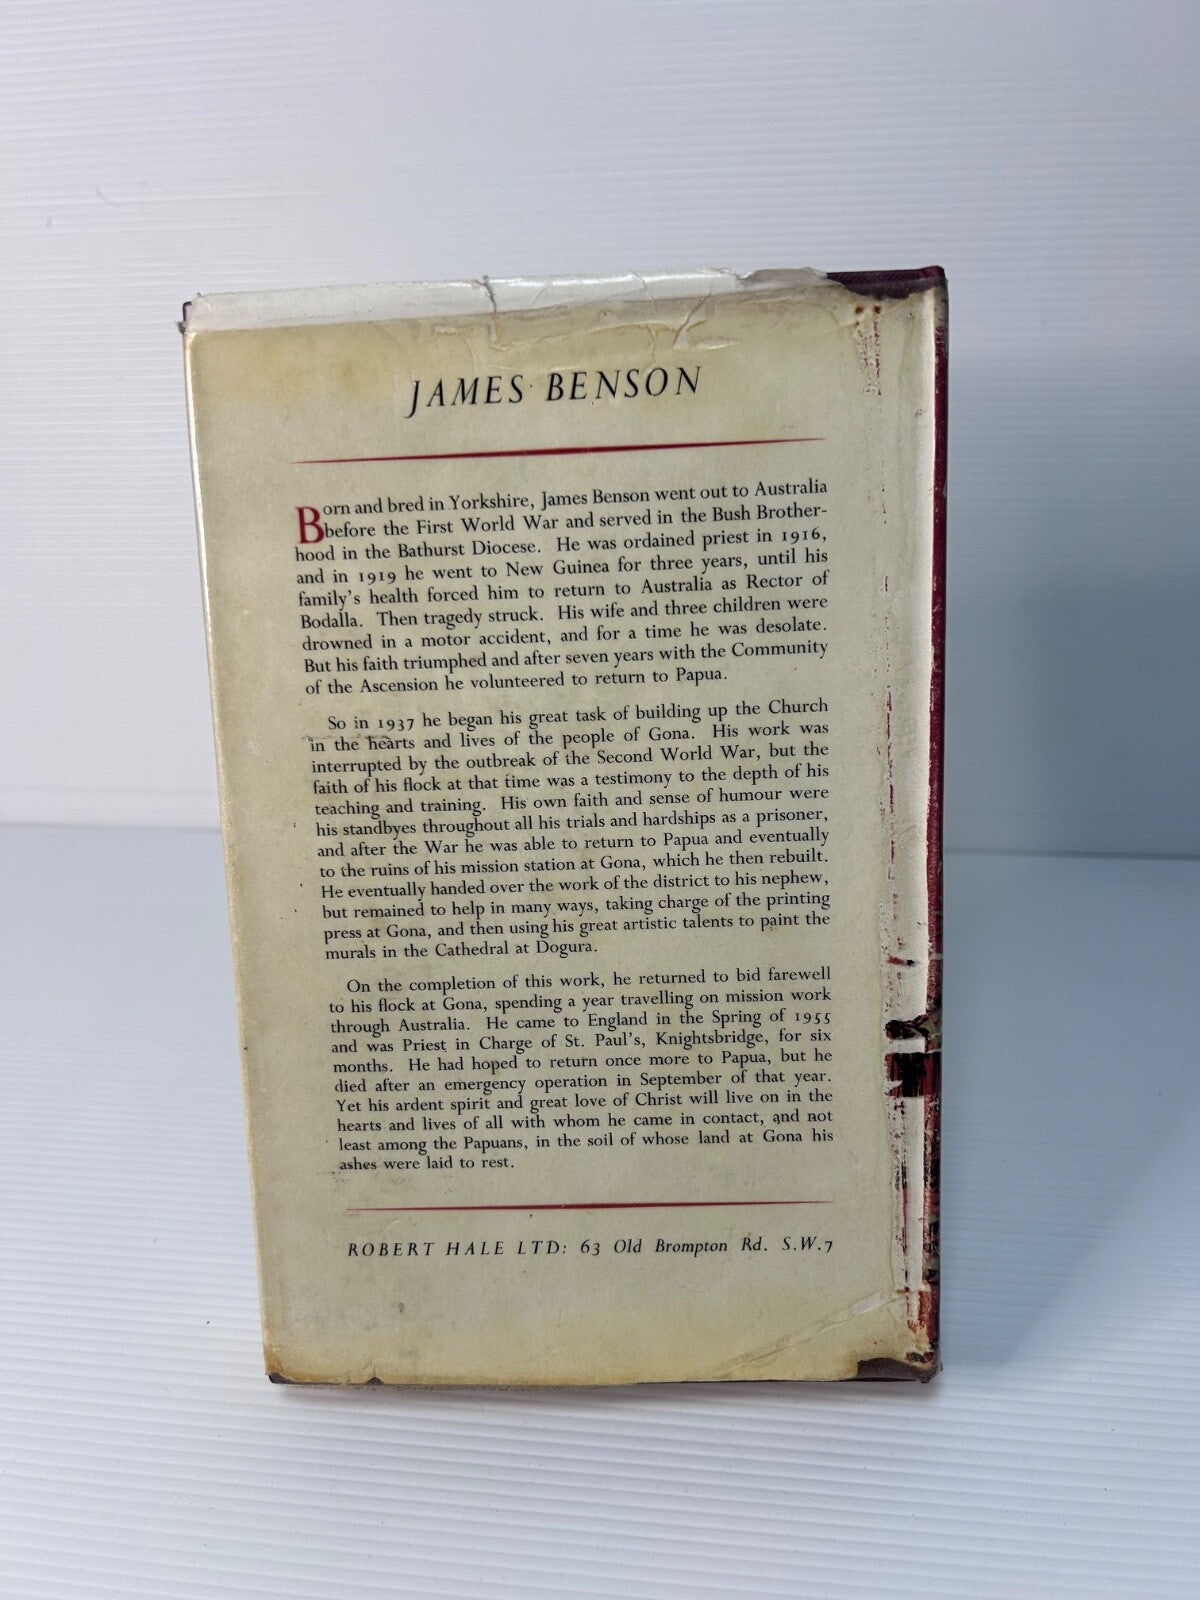 JAMES BENSON
Born and bred in Yorkshire, James Benson went out to Australia
before the First World War and served in the Bush Brother-
hood in the Bathurst Diocese. He was ordained priest in 1916,
and in 1919 he went to New Guinea for three years, until his
family's health forced him to return to Australia as Rector of
Bodalla. Then tragedy struck. His wife and three children were
drowned in a motor accident, and for a time he was desolate.
But his faith triumphed and after seven years with the Community
of the Ascension he volunteered to return to Papua.
So in 1937 he began his great task of building up the Church
in the hearts and lives of the people of Gona. His work was
interrupted by the outbreak of the Second World War, but the
faith of his flock at that time was a testimony to the depth of his
teaching and training. His own faith and sense of humour were
his standbyes throughout all his trials and hardships as a prisoner,
and after the War he was able to return to Papua and eventually
to the ruins of his mission station at Gona, which he then rebuilt.
He eventually handed over the work of the district to his nephew,
but remained to help in many ways, taking charge of the printing
press at Gona, and then using his great artistic talents to paint the
murals in the Cathedral at Dogura.
On the completion of this work, he returned to bid farewell
to his flock at Gona, spending a year travelling on mission work
through Australia. He came to England in the Spring of 1955
and was Priest in Charge of St. Paul's, Knightsbridge, for six
months. He had hoped to return once more to Papua, but he
died after an emergency operation in September of that year.
Yet his ardent spirit and great love of Christ will live on in the
hearts and lives of all with whom he came in contact, and not
least among the Papuans, in the soil of whose land at Gona his
ashes were laid to rest.
ROBERT HALE LTD: 63 Old Brompton Rd. S.W.7